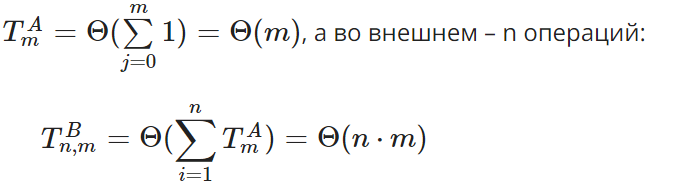 T_m^A = Θ(∑_{j=0}^{m} 1) = Θ(m), а во внешнем – n операций:
T_{n,m}^B = Θ(∑_{i=1}^{n} T_m^A) = Θ(n · m)